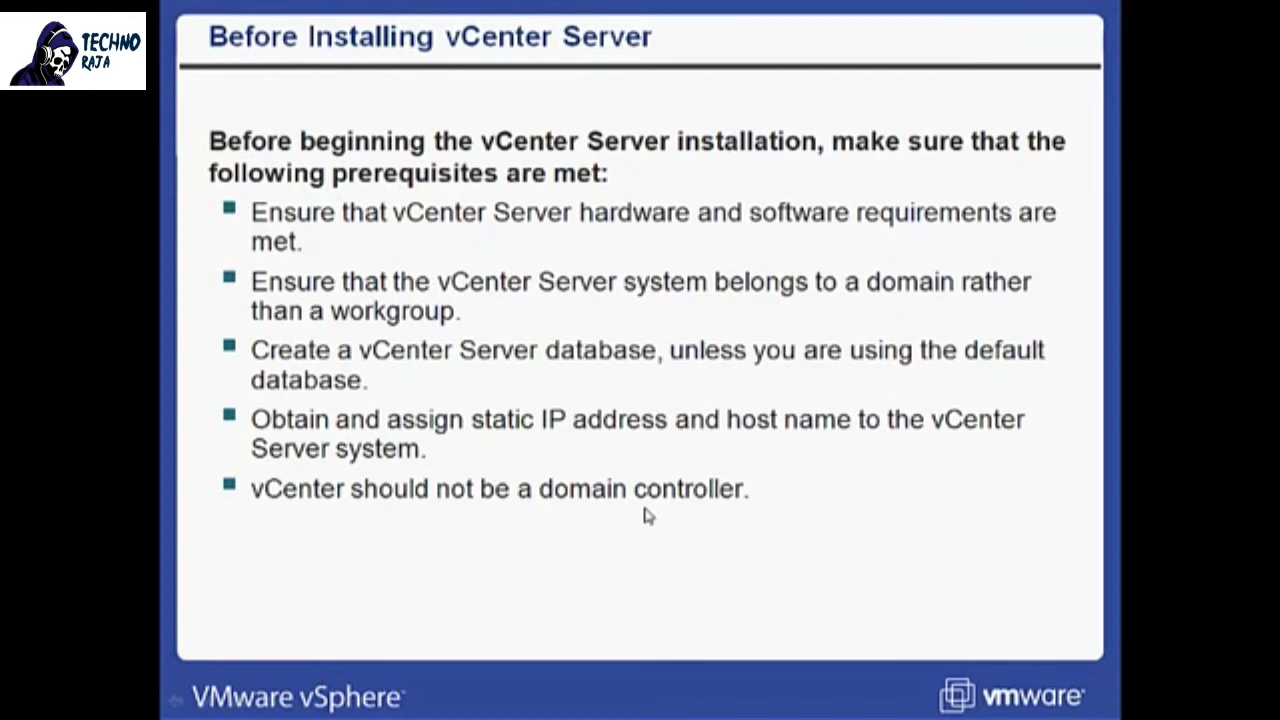 TECHNO
RAJA
Before Installing vCenter Server
Before beginning the vCenter Server installation, make sure that the
following prerequisites are met:
Ensure that vCenter Server hardware and software requirements are
met.
Ensure that the vCenter Server system belongs to a domain rather
than a workgroup.
Create a vCenter Server database, unless you are using the default
database.
Obtain and assign static IP address and host name to the vCenter
Server system.
vCenter should not be a domain controller.
VMware vSphere
vmware